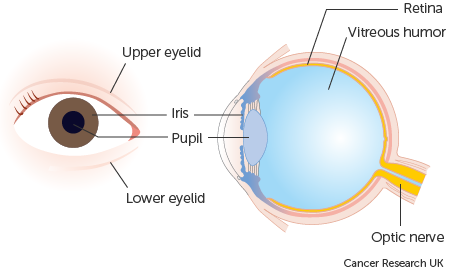 Retina
Vitreous humor
Upper eyelid
Iris
Pupil
Lower eyelid
Optic nerve
Cancer Research UK